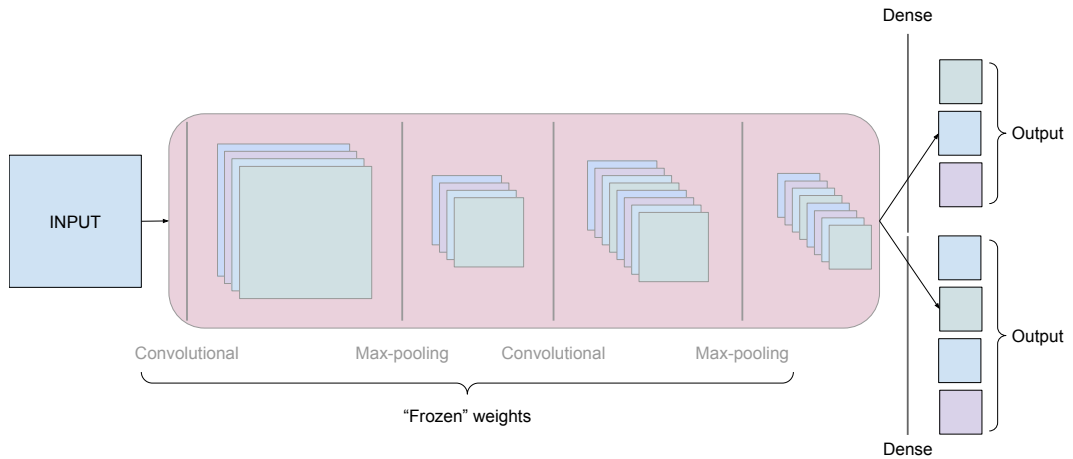 Dense
Output
INPUT
Output
Convolutional
Max-pooling
Convolutional
Max-pooling
“Frozen” weights
Dense